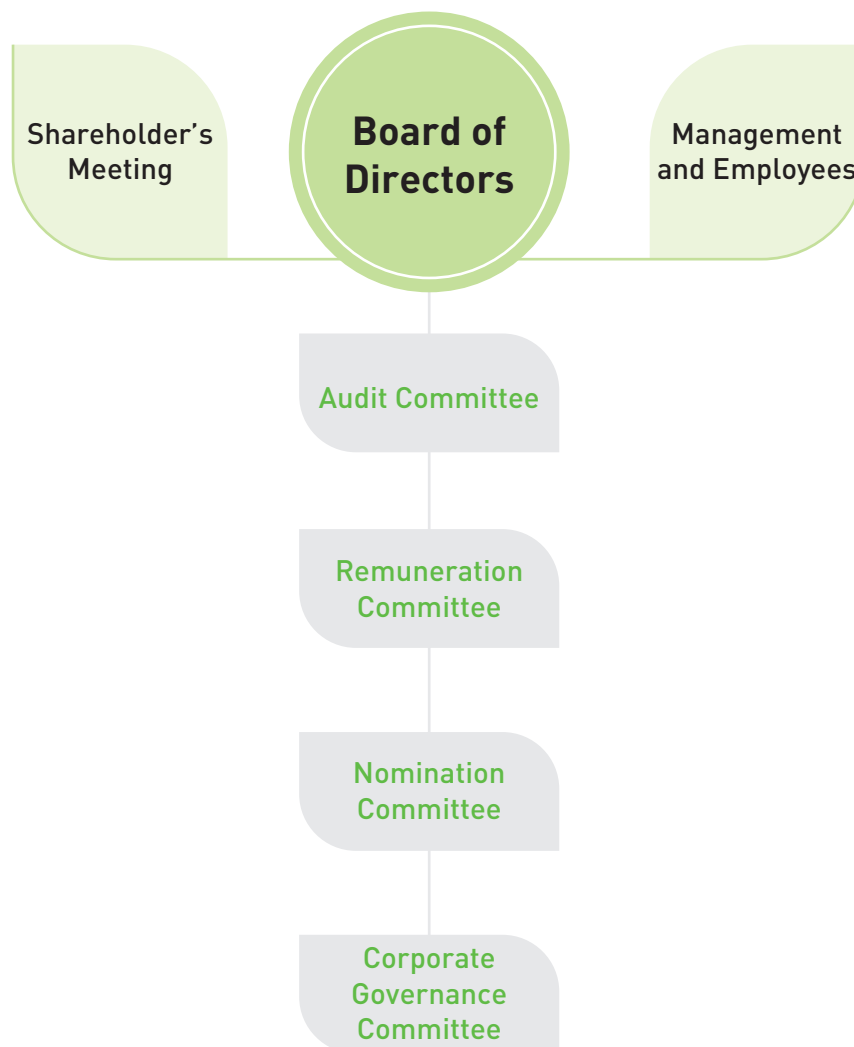 Shareholder’s
Meeting
Board of
Directors
Management
and Employees
Audit Committee
Remuneration
Committee
Nomination
Committee
Corporate
Governance
Committee